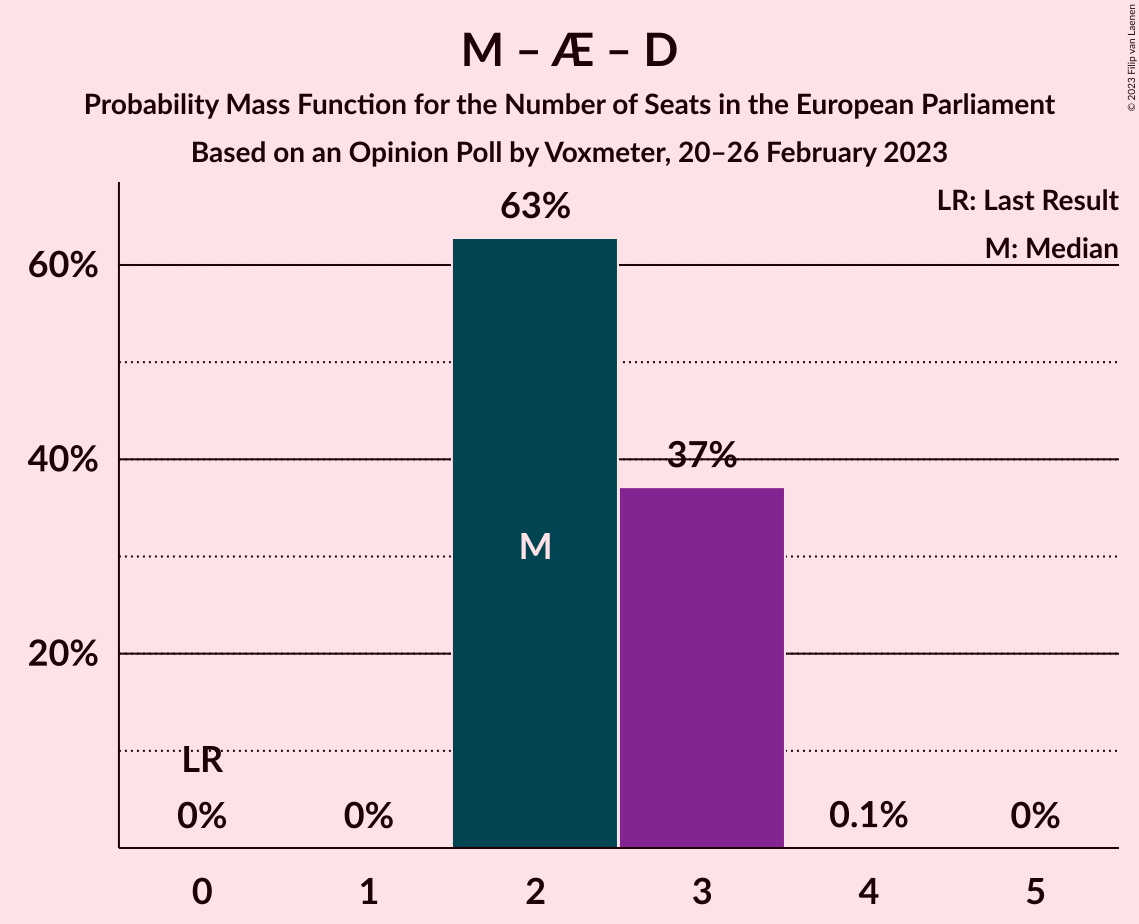 M – Æ – D
Probability Mass Function for the Number of Seats in the European Parliament
Based on an Opinion Poll by Voxmeter, 20–26 February 2023
© 2023 Filip van Laenen
LR: Last Result
M: Median
63%
60%
40%
37%
20%
M
LR
0%
0%
0.1%
0%
0
1
2
3
4
5